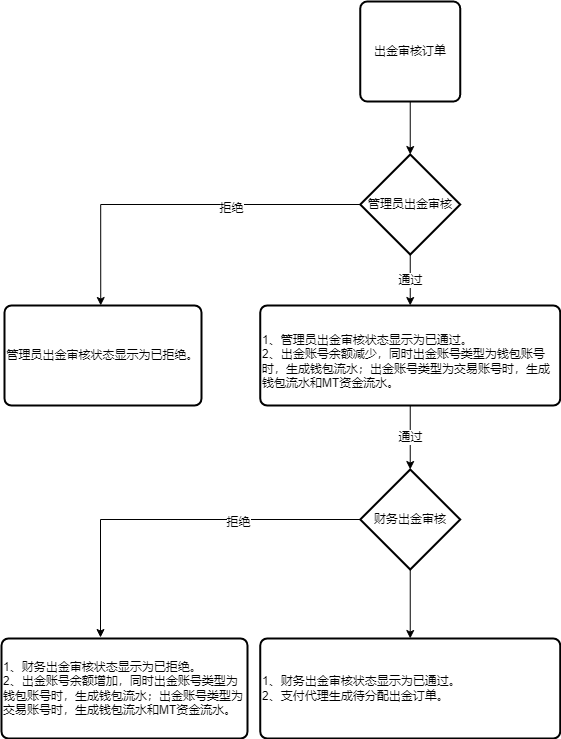 出金审核订单
管理员出金审核
拒绝
通过
管理员出金审核状态显示为已拒绝。
1、管理员出金审核状态显示为已通过。
2、出金账号余额减少，同时出金账号类型为钱包账号
时，生成钱包流水；出金账号类型为交易账号时，生成
钱包流水和MT资金流水。
通过
财务出金审核
拒绝
1、财务出金审核状态显示为已拒绝。
2、出金账号余额增加，同时出金账号类型为
钱包账号时，生成钱包流水；出金账号类型为
交易账号时，生成钱包流水和MT资金流水。
1、财务出金审核状态显示为已通过。
2、支付代理生成待分配出金订单。